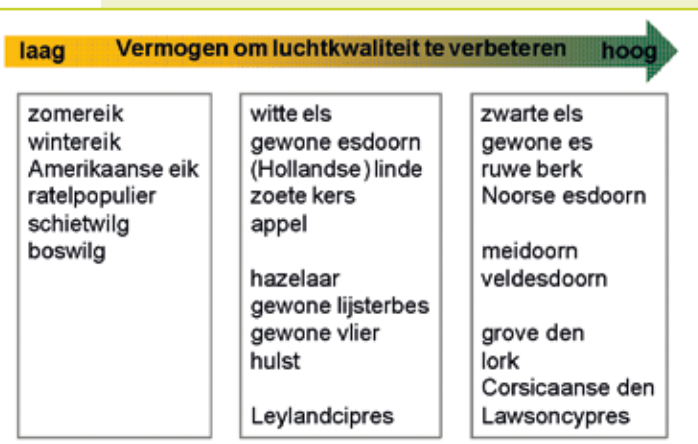 laag Vermogen om luchtkwaliteit te verbeteren hoog
zomereik
wintereik
Amerikaanse eik
ratelpopulier
schietwilg
boswilg
witte els
gewone esdoorn
(Hollandse) linde
zoete kers
appel
hazelaar
gewone lijsterbes
gewone vlier
hulst
Leylandcipres
zwarte els
gewone es
ruwe berk
Noorse esdoorn
meidoorn
veldesdoorn
grove den
lork
Corsicaanse den
Lawsoncypres